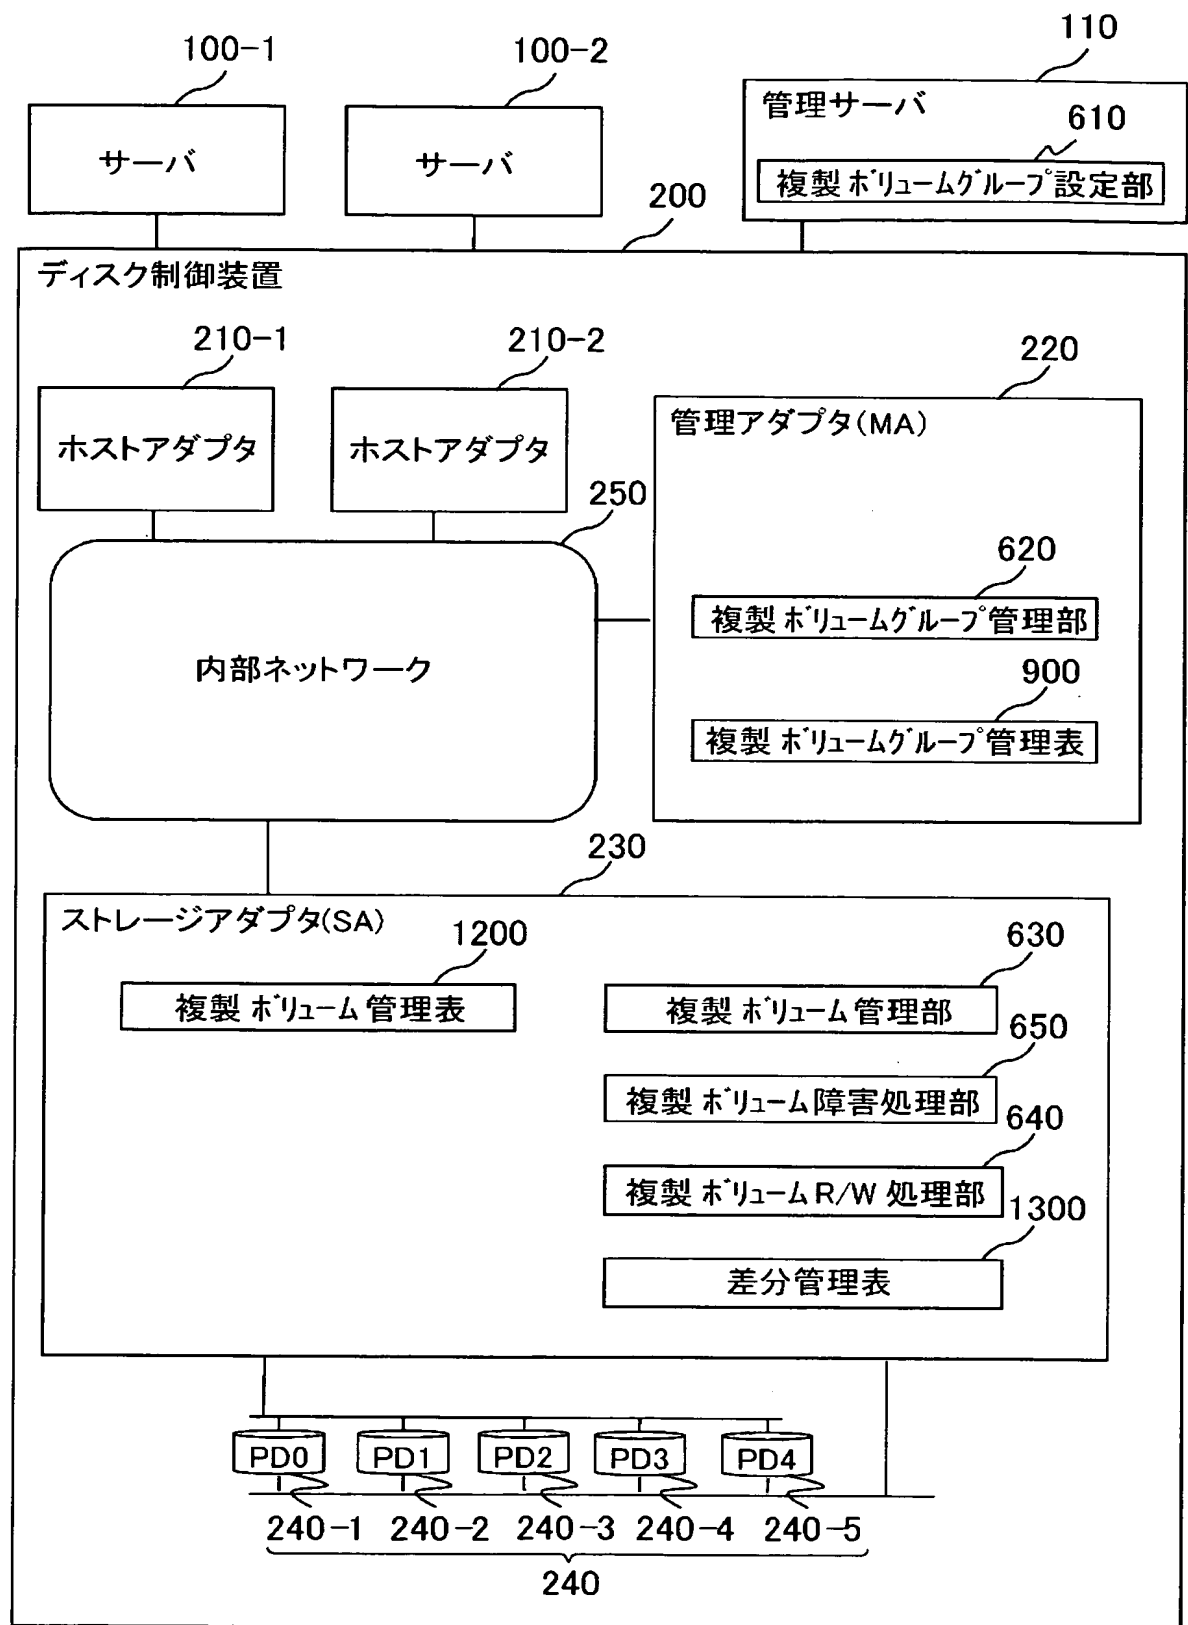 100-1
100-2
110
サーバ
サーバ
管理サーバ
610
複製ボリュームグループ設定部
200
ディスク制御装置
210-1
210-2
220
ホストアダプタ
ホストアダプタ
管理アダプタ(MA)
250
620
複製ボリュームグループ管理部
内部ネットワーク
900
複製ボリュームグループ管理表
230
ストレージアダプタ(SA)
1200
630
複製ボリューム管理表
複製ボリューム管理部
650
複製ボリューム障害処理部
640
複製ボリュームR/W処理部
1300
差分管理表
PD0
PD1
PD2
PD3
PD4
240-1
240-2
240-3
240-4
240-5
240